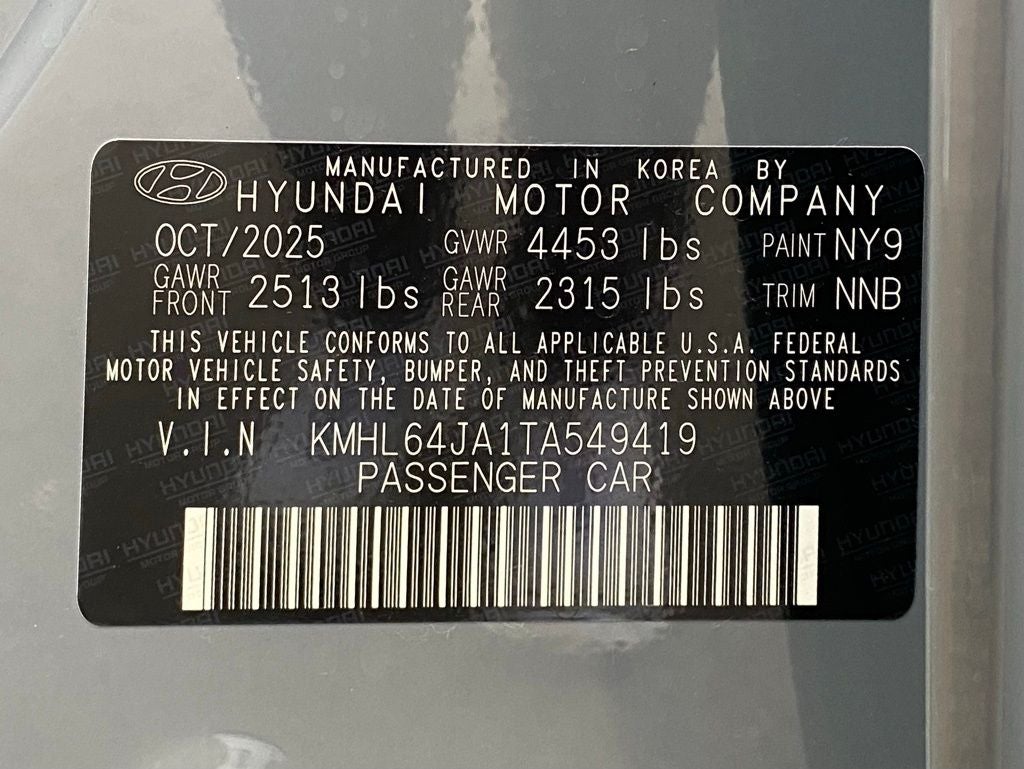 MANUFACTURED IN KOREA BY
HYUNDAI MOTOR COMPANY
OCT/2025 GVWR 4453 lbs PAINT NY9
GAWR FRONT 2513 lbs GAWR REAR 2315 lbs TRIM NNB
THIS VEHICLE CONFORMS TO ALL APPLICABLE U.S.A. FEDERAL
MOTOR VEHICLE SAFETY, BUMPER, AND THEFT PREVENTION STANDARDS
IN EFFECT ON THE DATE OF MANUFACTURE SHOWN ABOVE
V.I.N KMHL64JA1TA549419
PASSENGER CAR